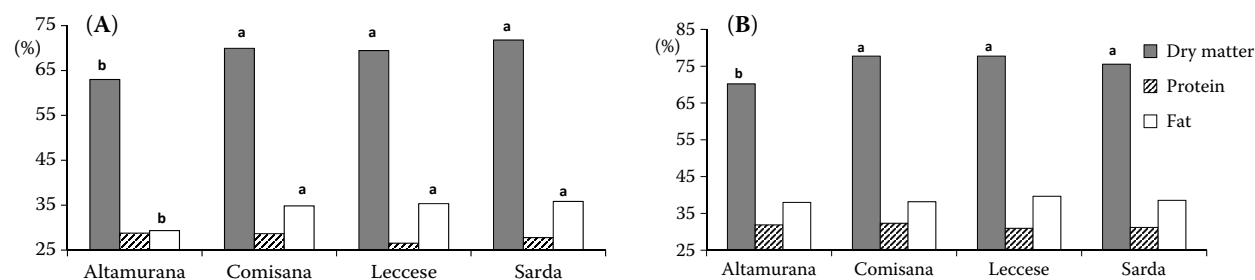 (A)
(%)
75
65
55
45
35
25
b
b
a
a
a
a
a
a
Altamurana
Comisana
Leccese
Sarda
(B)
(%)
85
75
65
55
45
35
25
b
a
a
a
Altamurana
Comisana
Leccese
Sarda
Dry matter
Protein
Fat